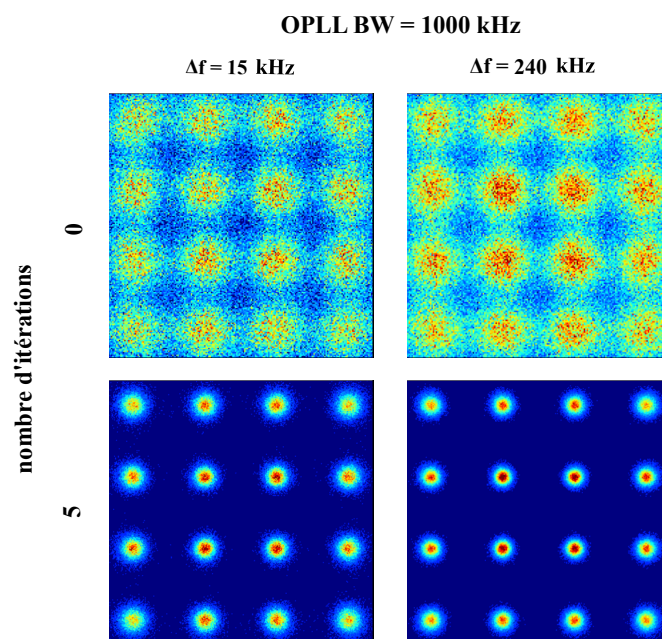 OPLL BW = 1000 kHz
Δf = 15 kHz
Δf = 240 kHz
nombre d'itérations
0
5